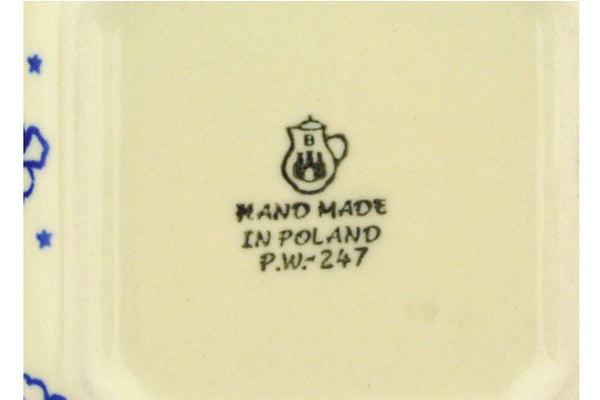 B
HAND MADE
IN POLAND
P.W.-247